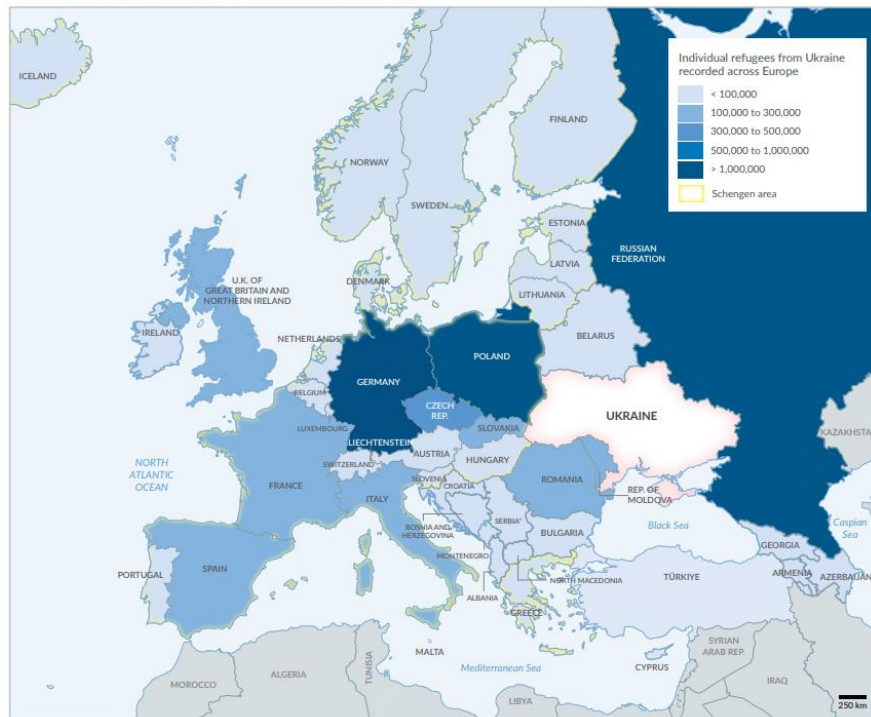 Individual refugees from Ukraine
recorded across Europe
< 100,000
100,000 to 300,000
300,000 to 500,000
500,000 to 1,000,000
> 1,000,000
Schengen area
ICELAND
FINLAND
NORWAY
SWEDEN
ESTONIA
RUSSIAN
FEDERATION
LATVIA
DENMARK
LITHUANIA
U.K. OF
GREAT BRITAIN AND
NORTHERN IRELAND
IRELAND
NETHERLANDS
BELARUS
POLAND
GERMANY
BELGIUM
UKRAINE
CZECH
REP.
LUXEMBOURG
SLOVAKIA
LIECHTENSTEIN
KAZAKHSTA
NORTH
ATLANTIC
OCEAN
SWITZERLAND
AUSTRIA
HUNGARY
FRANCE
SLOVENIA
CROATIA
ROMANIA
ITALY
REP. OF
MOLDOVA
BOSNIA AND
HERZEGOVINA
SERBIA*
Black Sea
Caspian
Sea
BULGARIA
MONTENEGRO
GEORGIA
PORTUGAL
SPAIN
NORTH MACEDONIA
ALBANIA
TÜRKIYE
ARMENIA
AZERBAIJAN
GREECE
MALTA
Mediterranean Sea
CYPRUS
SYRIAN
ARAB REP.
MOROCCO
ALGERIA
TUNISIA
LIBYA
IRAQ
250 km